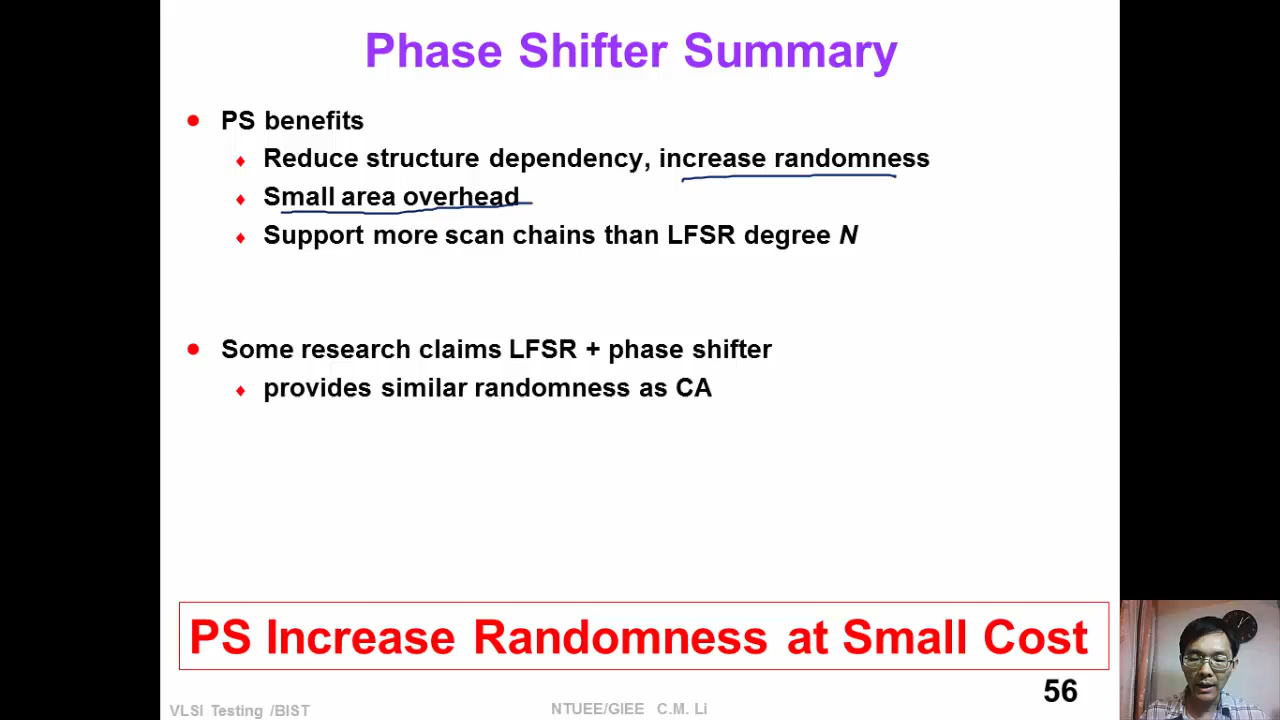 Phase Shifter Summary
PS benefits
Reduce structure dependency, increase randomness
Small area overhead
Support more scan chains than LFSR degree N
Some research claims LFSR + phase shifter
provides similar randomness as CA
PS Increase Randomness at Small Cost
56
VLSI Testing /BIST
NTUEE/GIEE C.M. Li